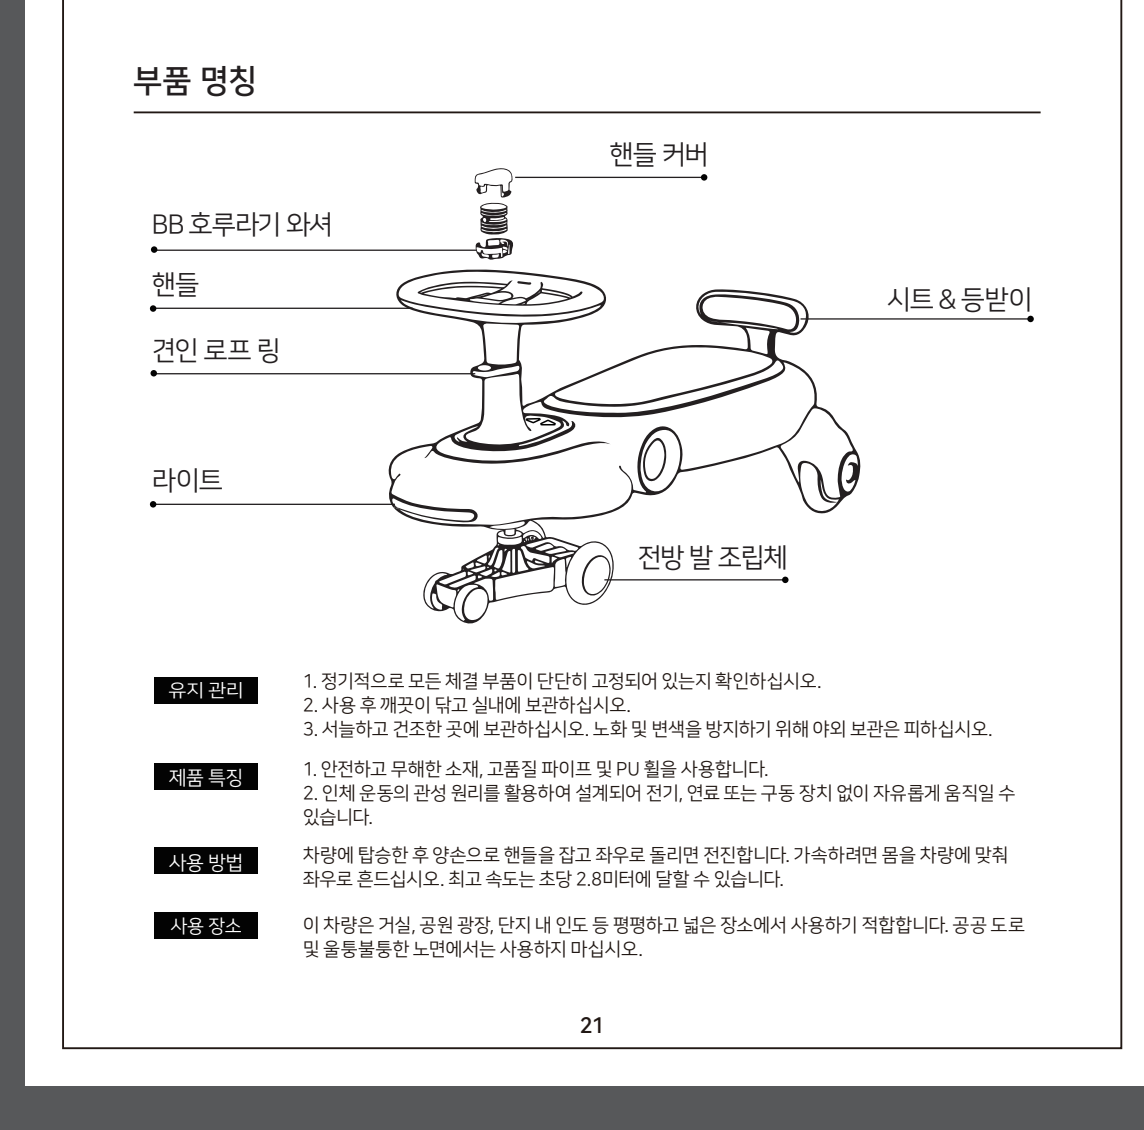 부품 명칭
핸들 커버
BB 호루라기 와셔
핸들
시트 & 등받이
견인 로프 링
라이트
전방 발 조립체
유지 관리
1. 정기적으로 모든 체결 부품이 단단히 고정되어 있는지 확인하십시오.
2. 사용 후 깨끗이 닦고 실내에 보관하십시오.
3. 서늘하고 건조한 곳에 보관하십시오. 노화 및 변색을 방지하기 위해 야외 보관은 피하십시오.
제품 특징
1. 안전하고 무해한 소재, 고품질 파이프 및 PU 휠을 사용합니다.
2. 인체 운동의 관성 원리를 활용하여 설계되어 전기, 연료 또는 구동 장치 없이 자유롭게 움직일 수
있습니다.
사용 방법
차량에 탑승한 후 양손으로 핸들을 잡고 좌우로 돌리면 전진합니다. 가속하려면 몸을 차량에 맞춰
좌우로 흔드십시오. 최고 속도는 초당 2.8미터에 달할 수 있습니다.
사용 장소
이 차량은 거실, 공원 광장, 단지 내 인도 등 평평하고 넓은 장소에서 사용하기 적합합니다. 공공 도로
및 울퉁불퉁한 노면에서는 사용하지 마십시오.
21